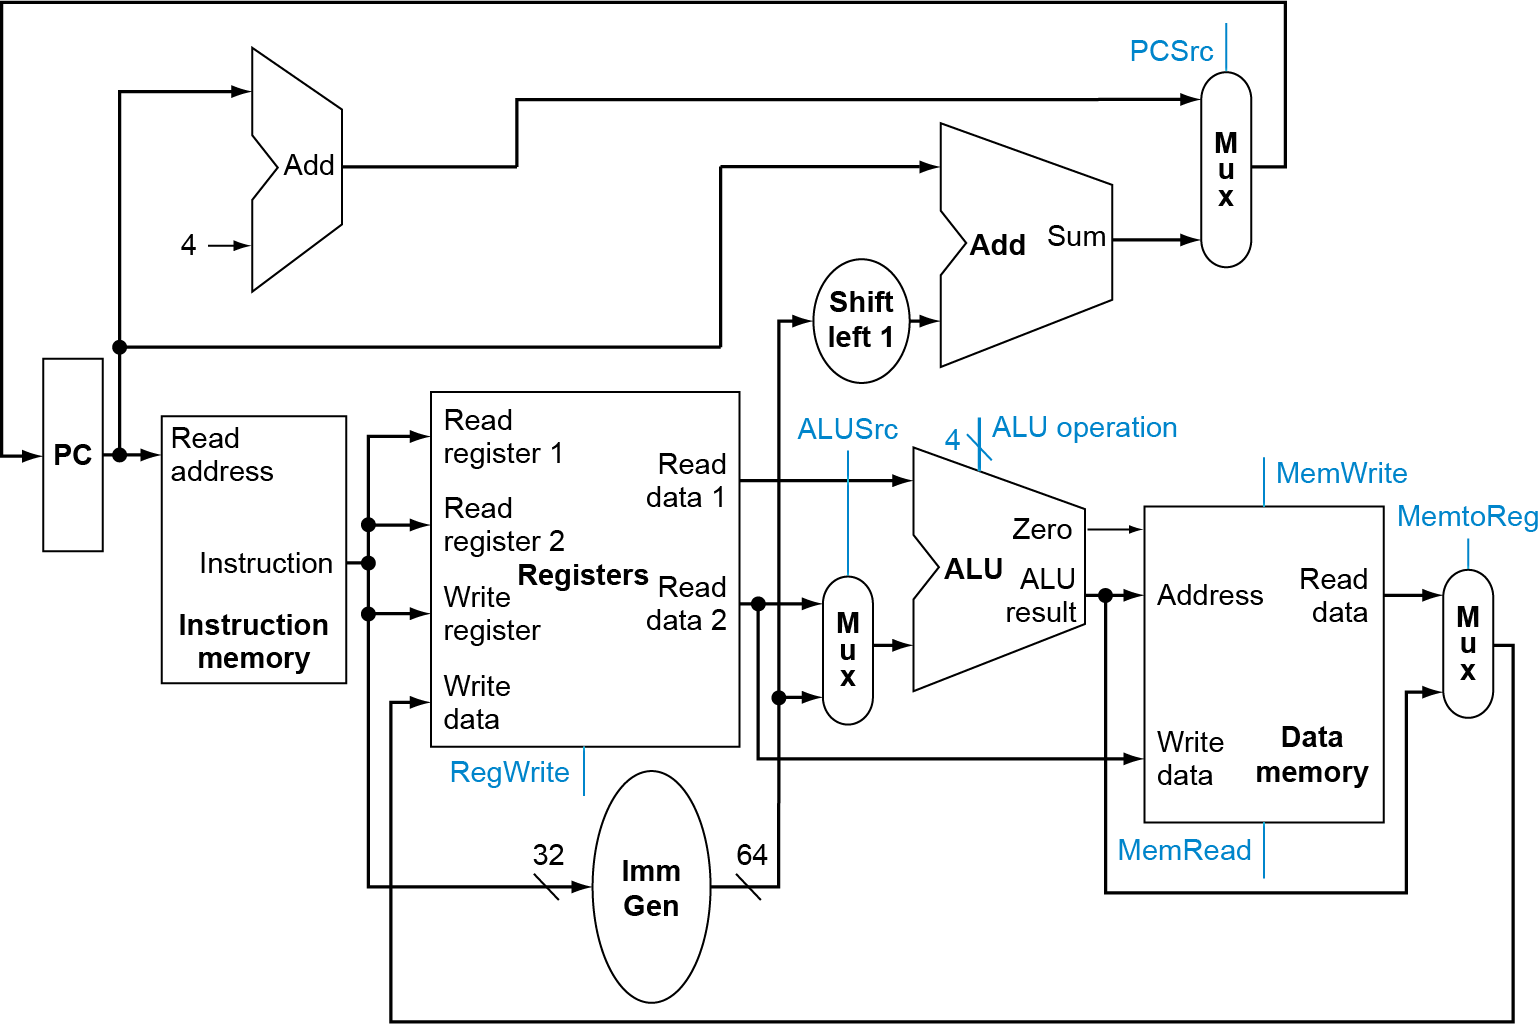 PCSrc
M
u
x
Add
4
Add Sum
Shift
left 1
PC
Read
address
Instruction
Instruction
memory
Read
register 1
Read
register 2
Write
register
Write
data
Registers
Read
data 1
Read
data 2
RegWrite
ALUSrc
M
u
x
4 ALU operation
Zero
ALU
ALU
result
MemWrite
Address
Read
data
Write
data
Data
memory
MemRead
MemtoReg
M
u
x
32
Imm
Gen
64